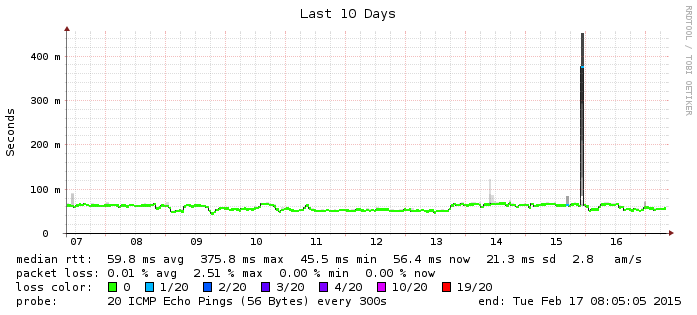 Last 10 Days
RRDTOOL / TOBI OETIKER
Seconds
400 m
300 m
200 m
100 m
0
07 08 09 10 11 12 13 14 15 16
median rtt: 59.8 ms avg 375.8 ms max 45.5 ms min 56.4 ms now 21.3 ms sd 2.8 am/s
packet loss: 0.01 % avg 2.51 % max 0.00 % min 0.00 % now
loss color: 0 1/20 2/20 3/20 4/20 10/20 19/20
probe: 20 ICMP Echo Pings (56 Bytes) every 300s end: Tue Feb 17 08:05:05 2015